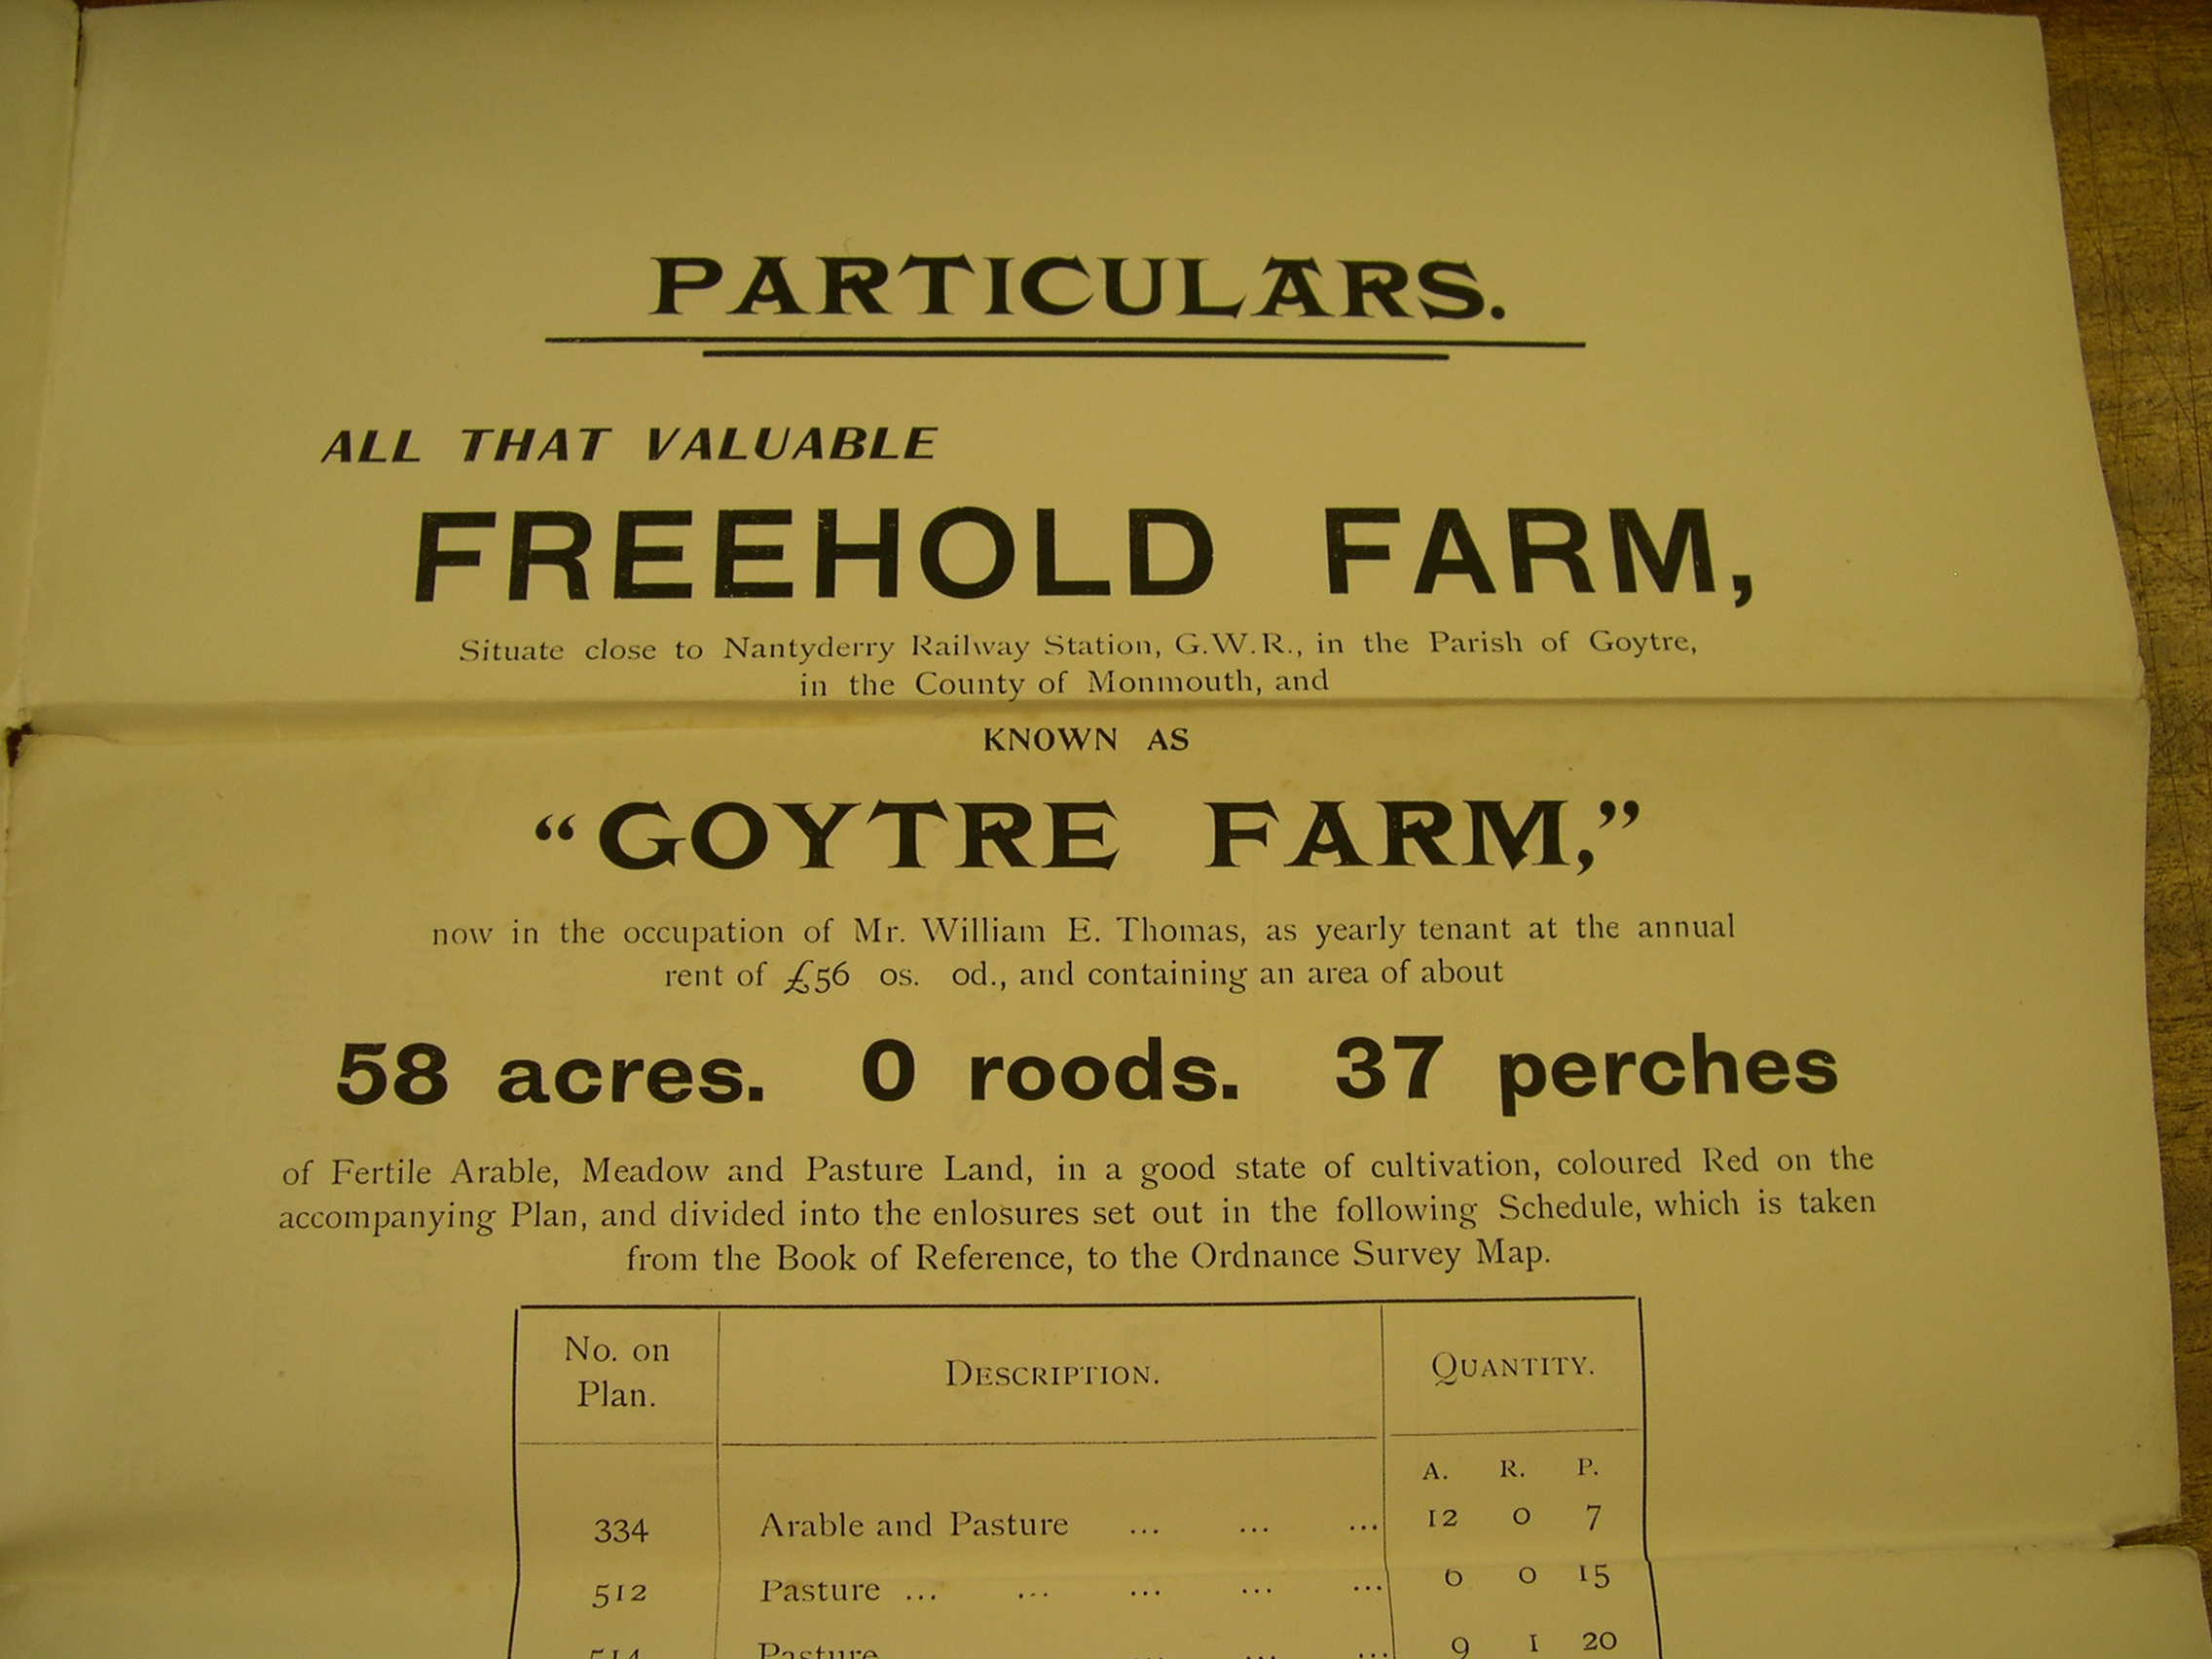 PARTICULARS.
ALL THAT VALUABLE
FREEHOLD FARM,
Situate close to Nantyderry Railway Station, G.W.R., in the Parish of Goytre,
in the County of Monmouth, and
KNOWN AS
“GOYTRE FARM,”
now in the occupation of Mr. William E. Thomas, as yearly tenant at the annual
rent of £56 0s. 0d., and containing an area of about
58 acres. 0 roods. 37 perches
of Fertile Arable, Meadow and Pasture Land, in a good state of cultivation, coloured Red on the
accompanying Plan, and divided into the enlosures set out in the following Schedule, which is taken
from the Book of Reference, to the Ordnance Survey Map.
No. on
Plan.
DESCRIPTION.
QUANTITY.
A. R. P.
334 Arable and Pasture ... ... ... 12 0 7
512 Pasture ... ... ... ... ... 0 0 15
514 Pasture ... ... ... 9 1 20